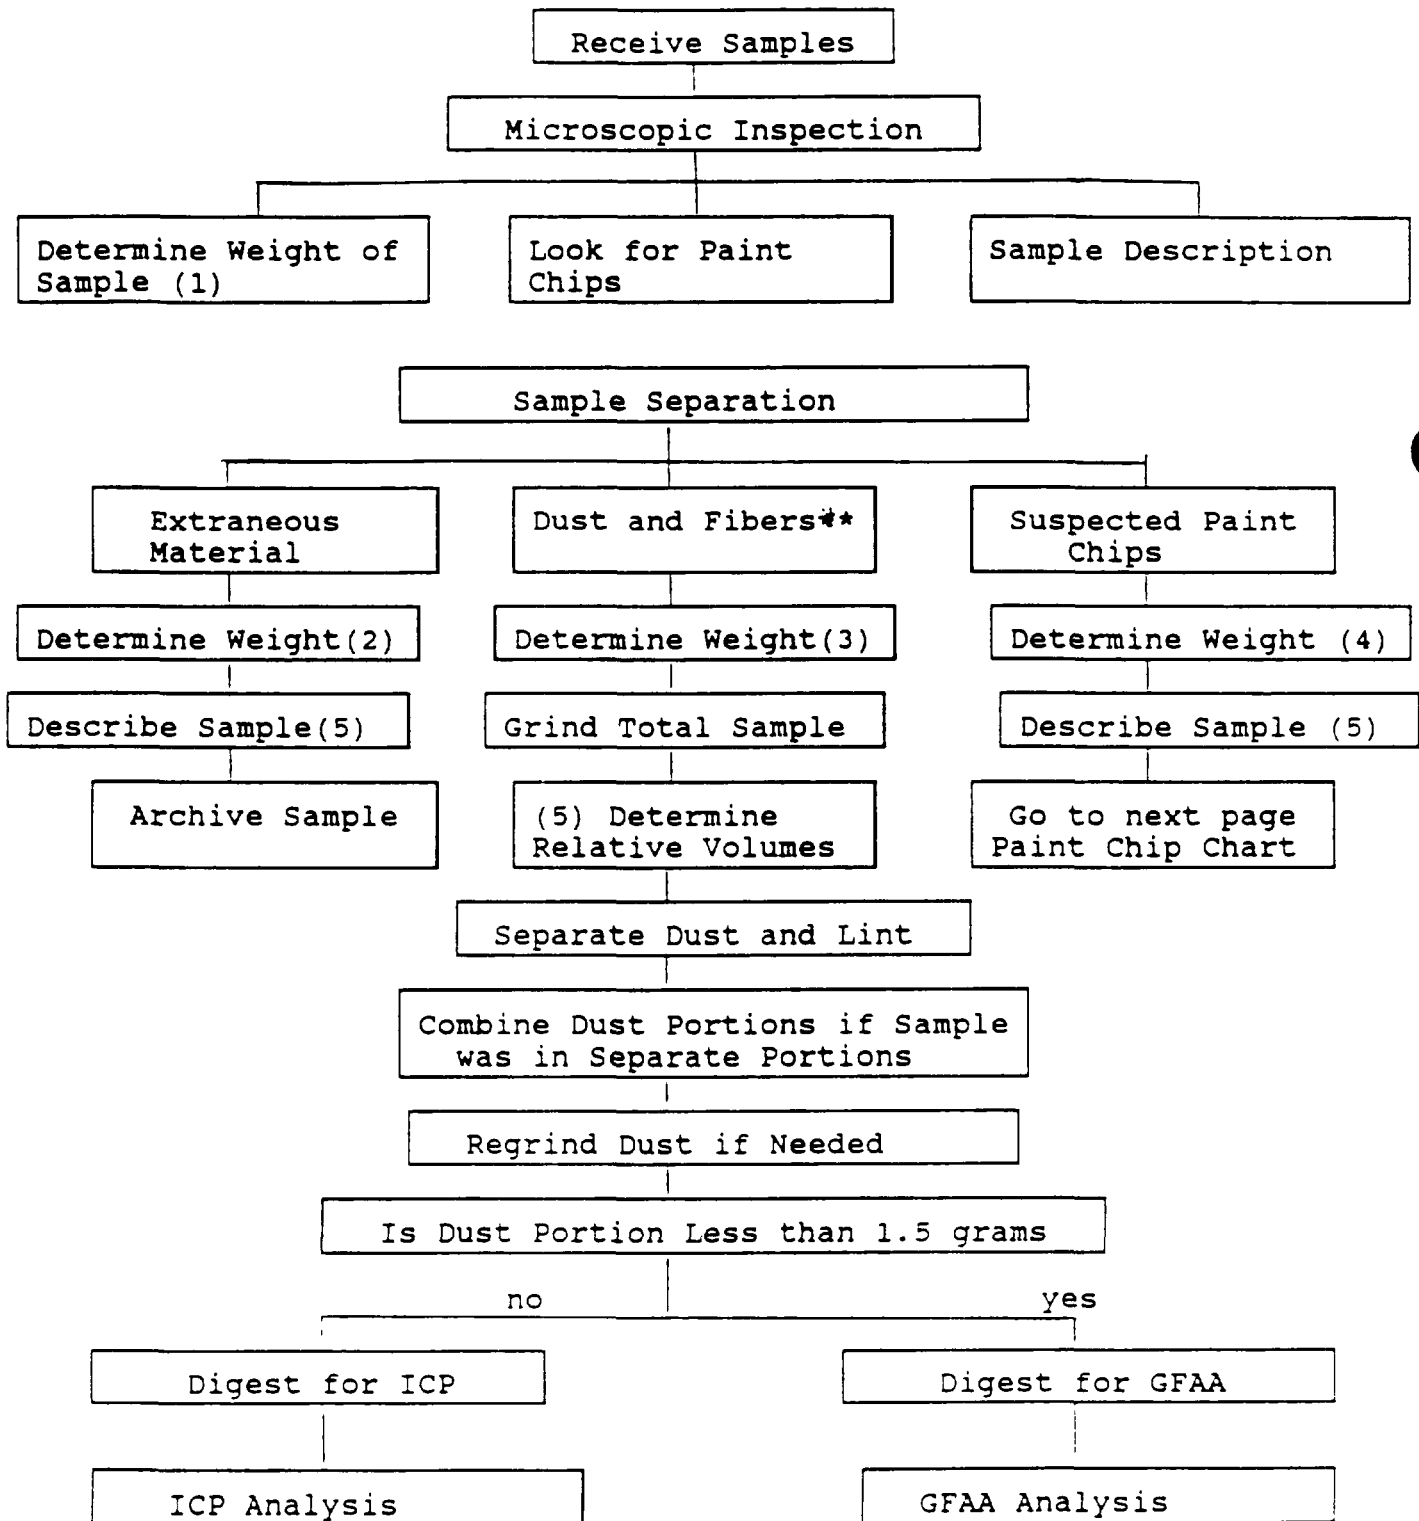 Receive Samples
Microscopic Inspection
Determine Weight of
Sample (1)
Look for Paint
Chips
Sample Description
Sample Separation
Extraneous
Material
Dust and Fibers**
Suspected Paint
Chips
Determine Weight(2)
Determine Weight(3)
Determine Weight (4)
Describe Sample(5)
Grind Total Sample
Describe Sample (5)
Archive Sample
(5) Determine
Relative Volumes
Go to next page
Paint Chip Chart
Separate Dust and Lint
Combine Dust Portions if Sample
was in Separate Portions
Regrind Dust if Needed
Is Dust Portion Less than 1.5 grams
no
yes
Digest for ICP
Digest for GFAA
ICP Analysis
GFAA Analysis